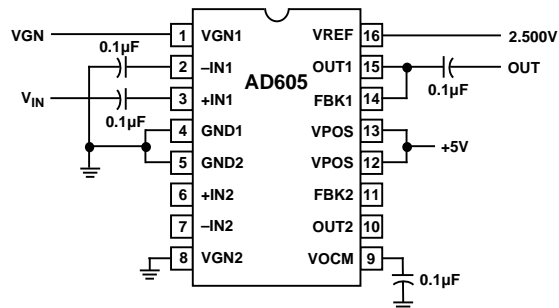 VGN 1 VGN1 VREF 16 2.500V
0.1µF 2 –IN1 OUT1 15 OUT
AD605
VIN 3 +IN1 FBK1 14 0.1µF
0.1µF
4 GND1 VPOS 13
+5V
5 GND2 VPOS 12
6 +IN2 FBK2 11
7 –IN2 OUT2 10
8 VGN2 VOCM 9
0.1µF